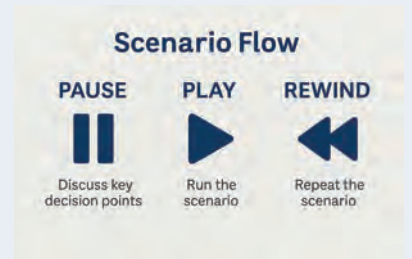 Scenario Flow
PAUSE
Discuss key
decision points
PLAY
Run the
scenario
REWIND
Repeat the
scenario